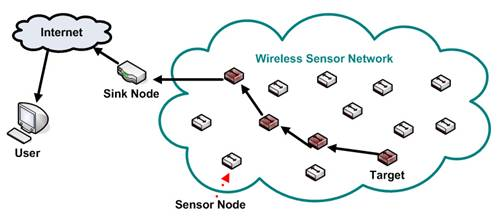 Internet
Wireless Sensor Network
Sink Node
User
Target
Sensor Node